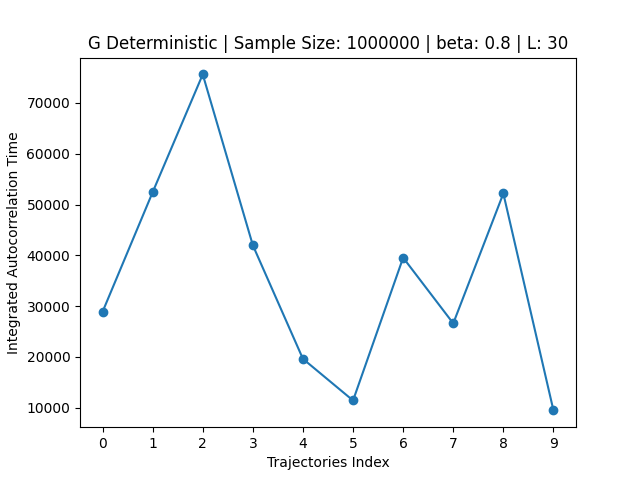 G Deterministic | Sample Size: 1000000 | beta: 0.8 | L: 30
Integrated Autocorrelation Time
70000
60000
50000
40000
30000
20000
10000
0 1 2 3 4 5 6 7 8 9
Trajectories Index